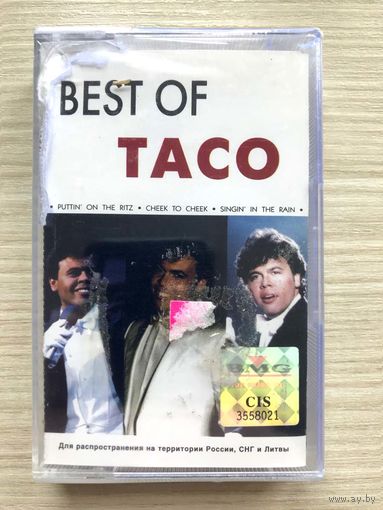 BEST OF
TACO
• PUTTIN' ON THE RITZ • CHEEK TO CHEEK • SINGIN' IN THE RAIN •
BMG
CIS
3558021
Для распространения на территории России, СНГ и Литвы
www.ay.by